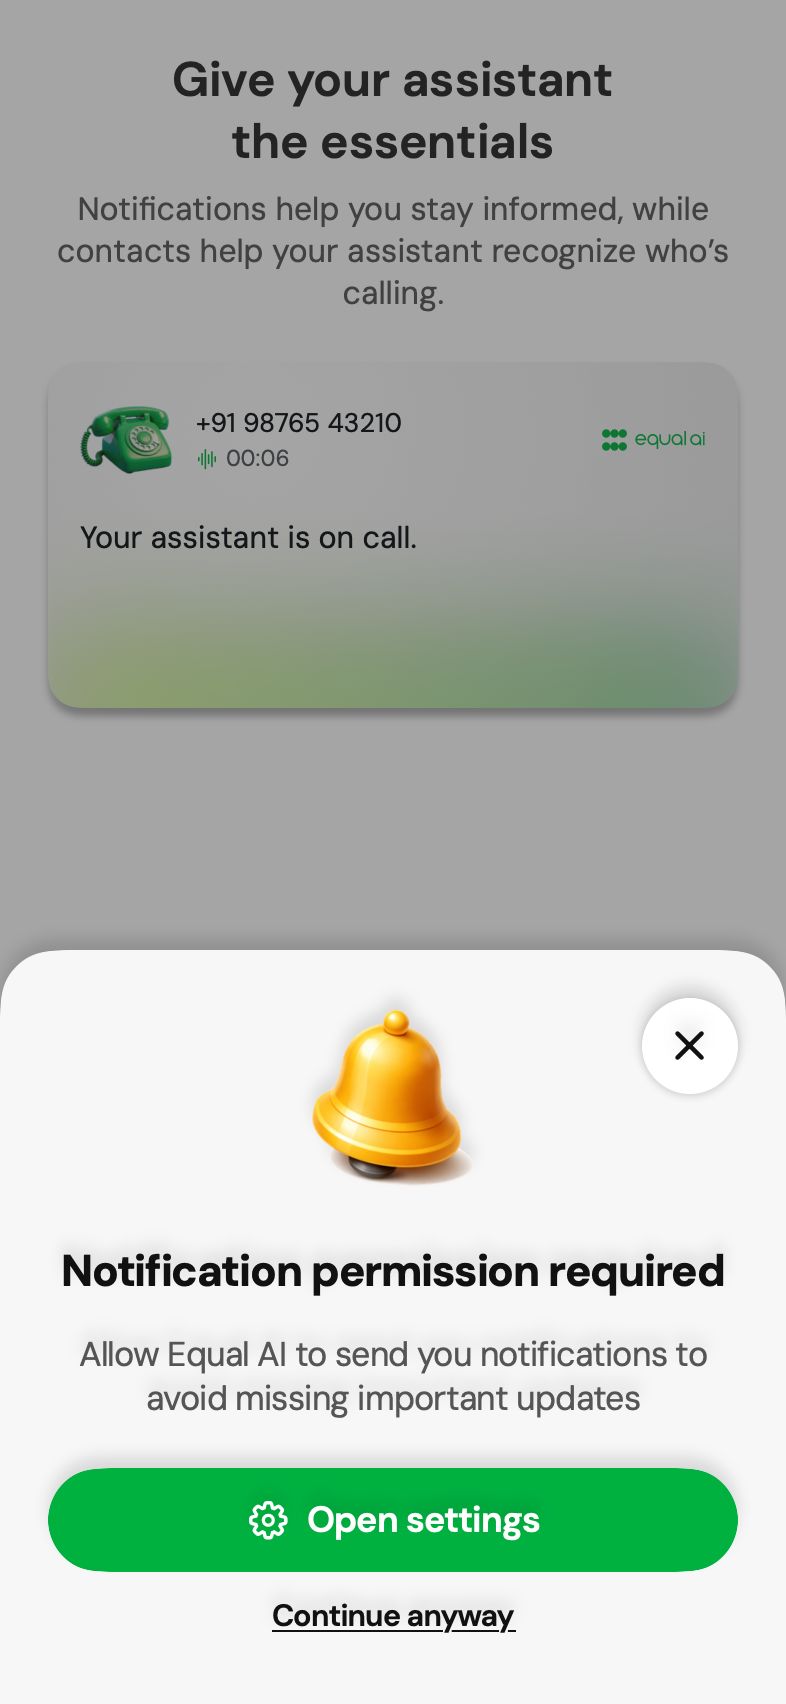 Give your assistant
the essentials
Notifications help you stay informed, while
contacts help your assistant recognize who’s
calling.
+91 98765 43210
equal ai
00:06
Your assistant is on call.
Notification permission required
Allow Equal AI to send you notifications to
avoid missing important updates
Open settings
Continue anyway